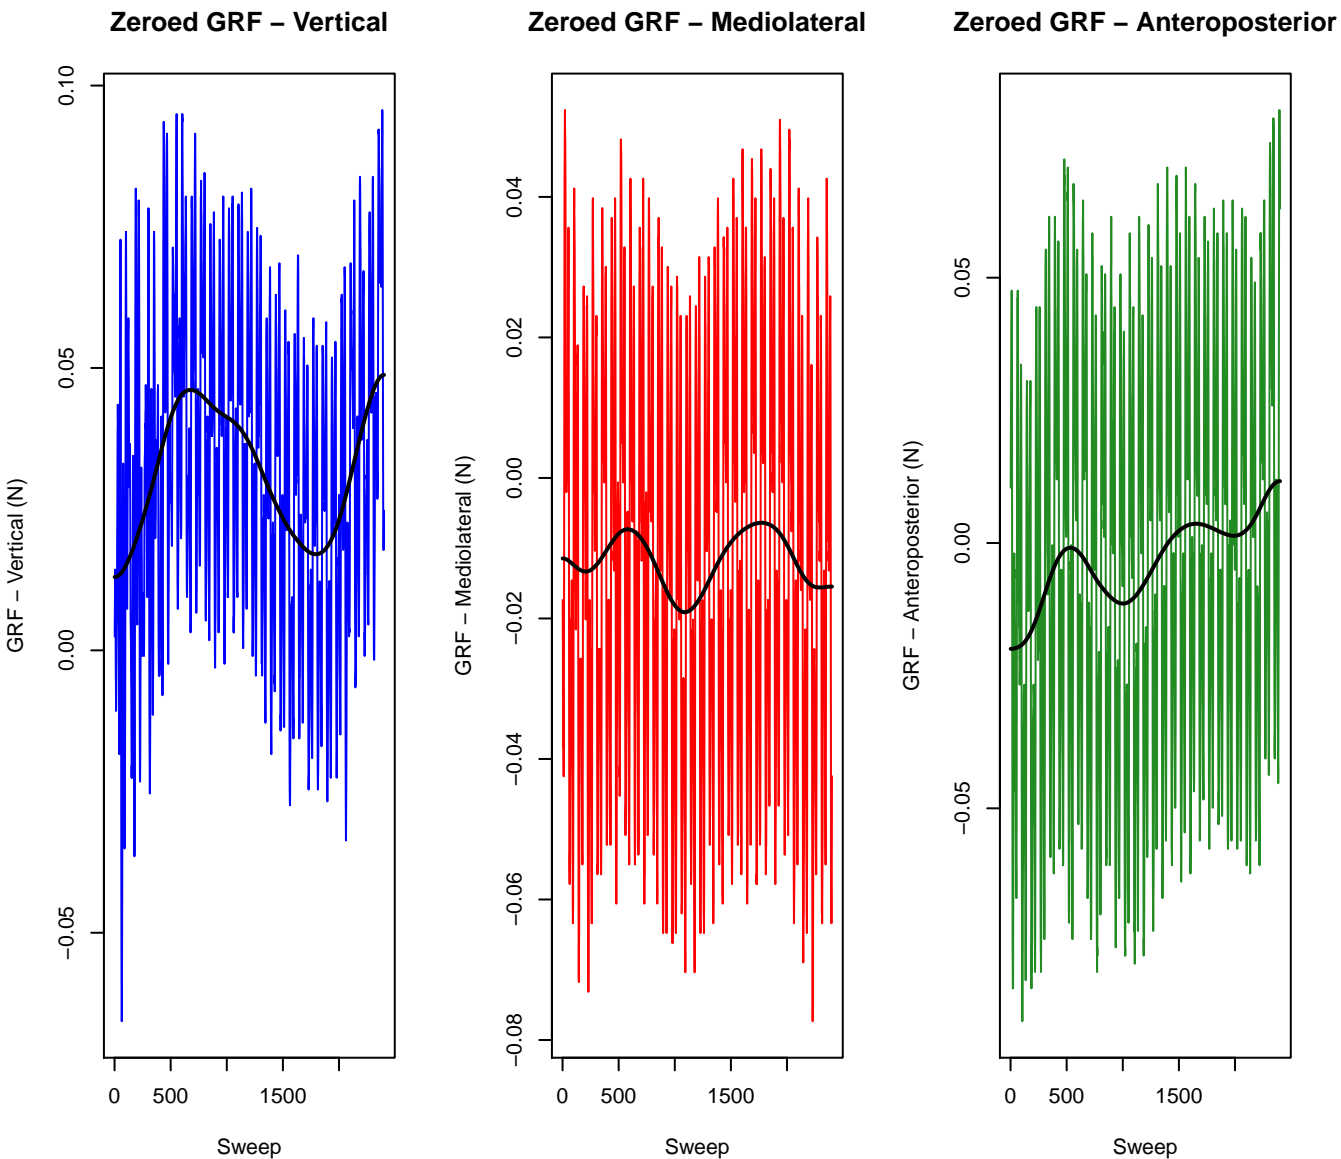 Zeroed GRF − Vertical
GRF − Vertical (N)
0.10
0.05
0.00
−0.05
0 500 1500
Sweep
Zeroed GRF − Mediolateral
GRF − Mediolateral (N)
0.04
0.02
0.00
−0.02
−0.04
−0.06
−0.08
0 500 1500
Sweep
Zeroed GRF − Anteroposterior
GRF − Anteroposterior (N)
0.05
0.00
−0.05
0 500 1500
Sweep